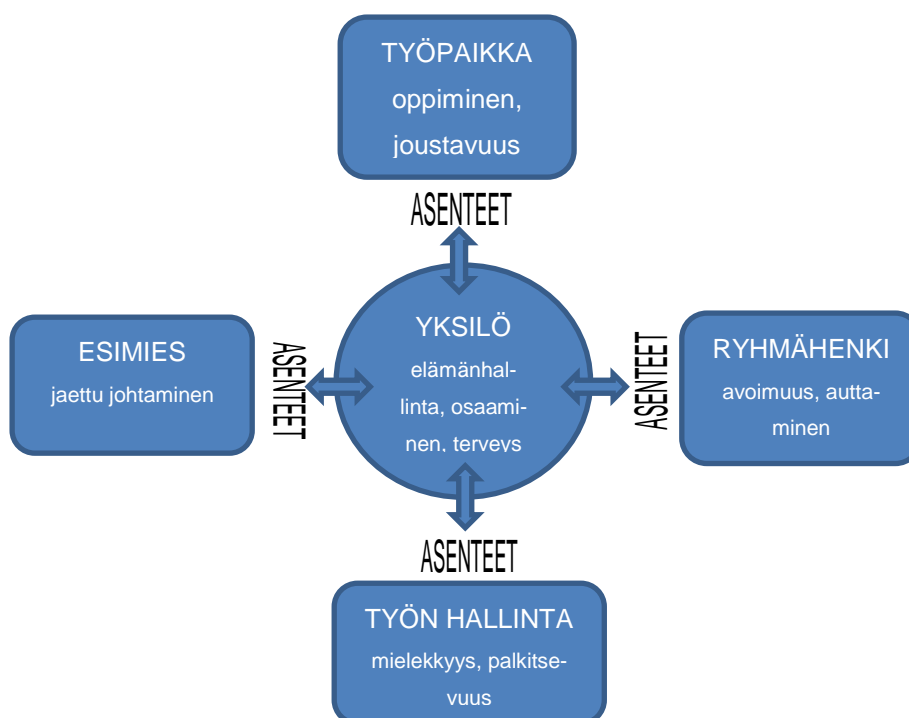 TYÖPAIKKA
oppiminen,
joustavuus
ASENTEET
ESIMIES
jaettu johtaminen
ASENTEET
YKSILÖ
elämänhal-
linta, osaami-
nen, terveys
ASENTEET
RYHMÄHENKI
avoimuus, autta-
minen
ASENTEET
TYÖN HALLINTA
mielekkyys, palkitse-
vuus